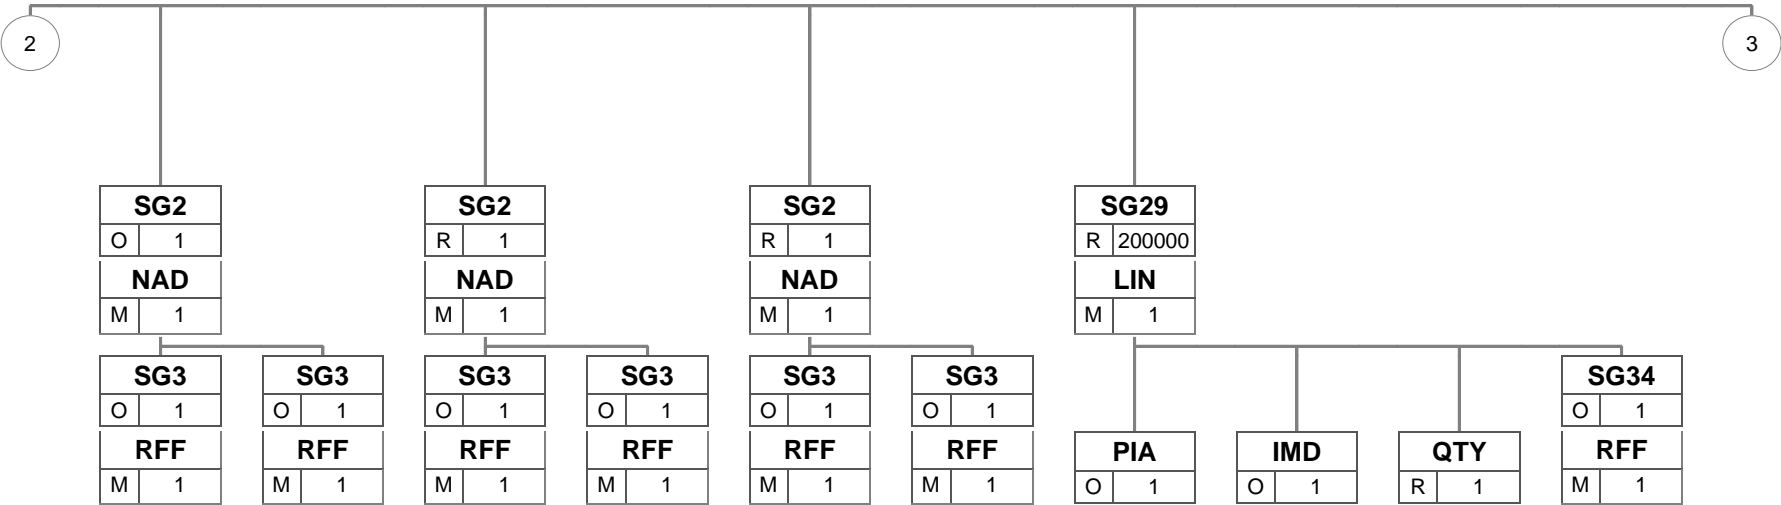 2 3
SG2 SG2 SG2 SG29
O 1 R 1 R 1 R 200000
NAD NAD NAD LIN
M 1 M 1 M 1 M 1
SG3 SG3 SG3 SG3 SG3 SG3 SG34
O 1 O 1 O 1 O 1 O 1 O 1 O 1
RFF RFF RFF RFF RFF RFF PIA IMD QTY RFF
M 1 M 1 M 1 M 1 M 1 M 1 O 1 O 1 R 1 M 1